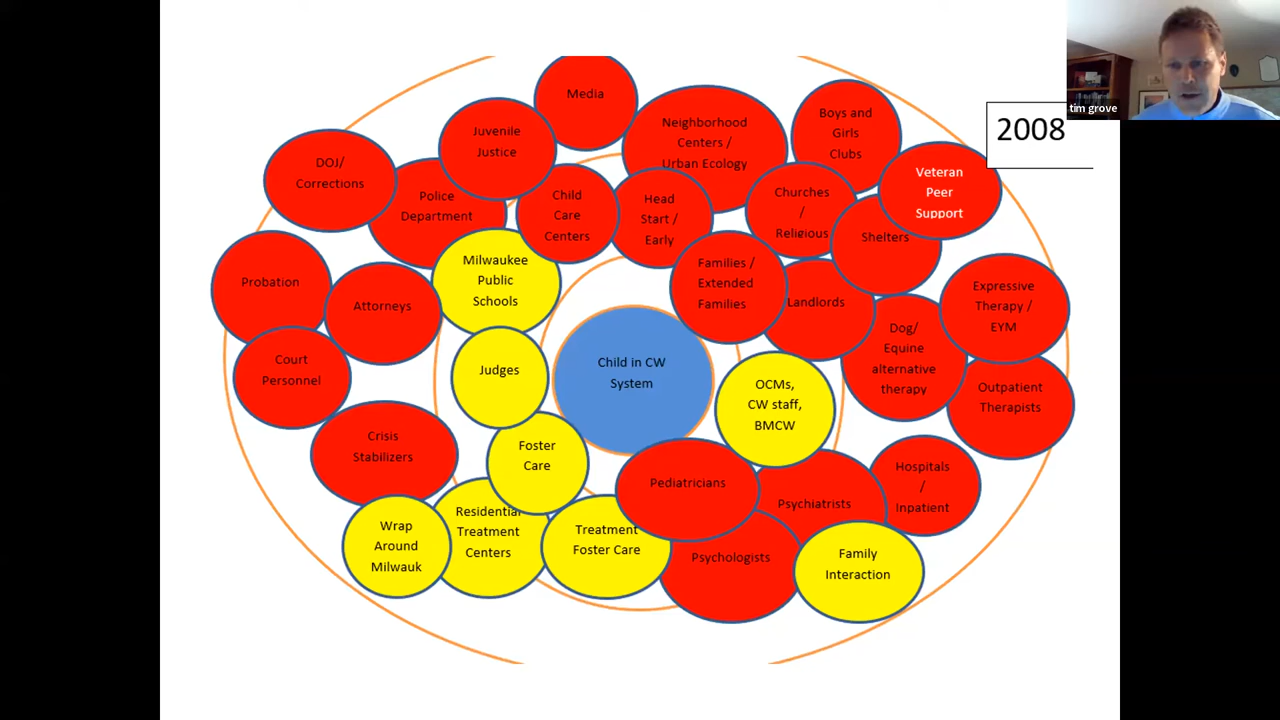 tim grove
2008
Media
Neighborhood
Centers /
Urban Ecology
Boys and
Girls
Clubs
Juvenile
Justice
DOJ/
Corrections
Police
Department
Child
Care
Centers
Head
Start /
Early
Churches
/
Religious
Veteran
Peer
Support
Shelters
Milwaukee
Public
Schools
Families /
Extended
Families
Landlords
Expressive
Therapy /
EYM
Probation
Attorneys
Dog/
Equine
alternative
therapy
Court
Personnel
Judges
Child in CW
System
OCMs,
CW staff,
BMCW
Outpatient
Therapists
Crisis
Stabilizers
Foster
Care
Pediatricians
Psychiatrists
Hospitals
/
Inpatient
Wrap
Around
Milwauk
Residential
Treatment
Centers
Treatment
Foster Care
Psychologists
Family
Interaction